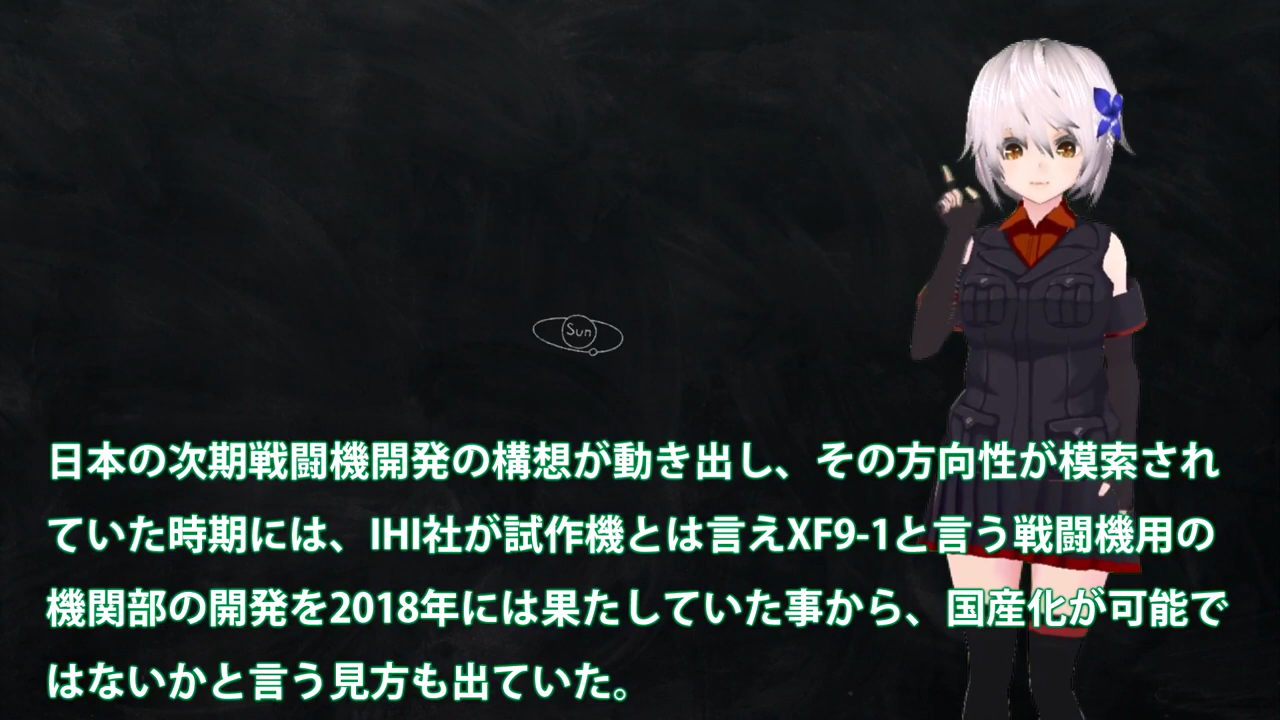 Sun
日本の次期戦闘機開発の構想が動き出し、その方向性が模索され
ていた時期には、IHI社が試作機とは言えXF9-1と言う戦闘機用の
機関部の開発を2018年には果たしていた事から、国産化が可能で
はないかと言う見方も出ていた。